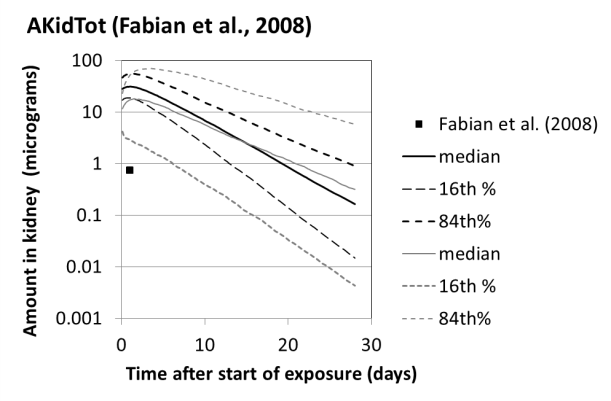 AKidTot (Fabian et al., 2008)
Amount in kidney (micrograms)
100
10
1
0.1
0.01
0.001
0
10
20
30
Time after start of exposure (days)
Fabian et al. (2008)
median
16th %
84th%
median
16th %
84th%